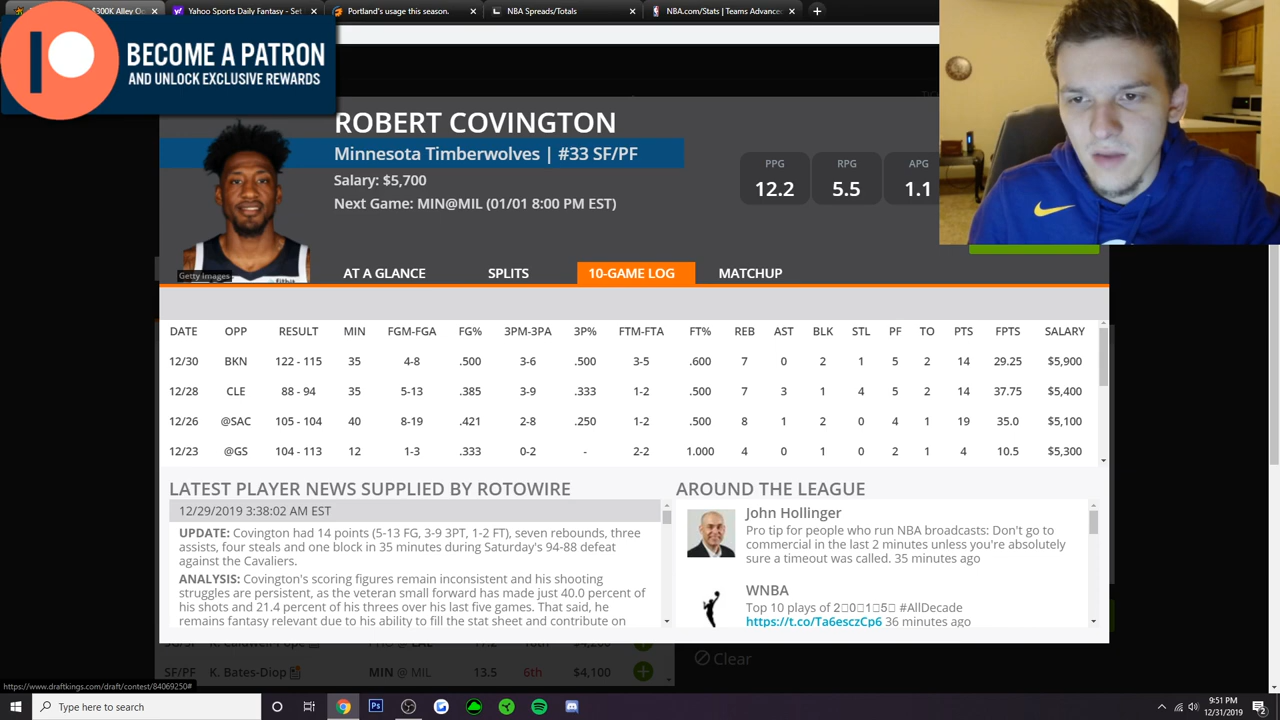 $300K Alley Oo
Yahoo Sports Daily Fantasy - Set
Portland's usage this season.
NBA Spreads/Totals
NBA.com/Stats | Teams Advance
BECOME A PATRON
AND UNLOCK EXCLUSIVE REWARDS
ROBERT COVINGTON
Minnesota Timberwolves | #33 SF/PF
Salary: $5,700
Next Game: MIN@MIL (01/01 8:00 PM EST)
PPG RPG APG
12.2 5.5 1.1
Getty Images
AT A GLANCE SPLITS 10-GAME LOG MATCHUP
DATE OPP RESULT MIN FGM-FGA FG% 3PM-3PA 3P% FTM-FTA FT% REB AST BLK STL PF TO PTS FPTS SALARY
12/30 BKN 122 - 115 35 4-8 .500 3-6 .500 3-5 .600 7 0 2 1 5 2 14 29.25 $5,900
12/28 CLE 88 - 94 35 5-13 .385 3-9 .333 1-2 .500 7 3 1 4 5 2 14 37.75 $5,400
12/26 @SAC 105 - 104 40 8-19 .421 2-8 .250 1-2 .500 8 1 2 0 4 1 19 35.0 $5,100
12/23 @GS 104 - 113 12 1-3 .333 0-2 - 2-2 1.000 4 0 1 0 2 1 4 10.5 $5,300
LATEST PLAYER NEWS SUPPLIED BY ROTOWIRE
12/29/2019 3:38:02 AM EST
UPDATE: Covington had 14 points (5-13 FG, 3-9 3PT, 1-2 FT), seven rebounds, three
assists, four steals and one block in 35 minutes during Saturday's 94-88 defeat
against the Cavaliers.
ANALYSIS: Covington's scoring figures remain inconsistent and his shooting
struggles are persistent, as the veteran small forward has made just 40.0 percent of
his shots and 21.4 percent of his threes over his last five games. That said, he
remains fantasy relevant due to his ability to fill the stat sheet and contribute on
AROUND THE LEAGUE
John Hollinger
Pro tip for people who run NBA broadcasts: Don't go to
commercial in the last 2 minutes unless you're absolutely
sure a timeout was called. 35 minutes ago
WNBA
Top 10 plays of 2□0□1□5□ #AllDecade
https://t.co/Ta6esczCp6 36 minutes ago
SF/PF K. Bates-Diop MIN @ MIL 13.5 6th $4,100
Clear
https://www.draftkings.com/draft/contest/84069250#
Type here to search
9:51 PM
12/31/2019
2